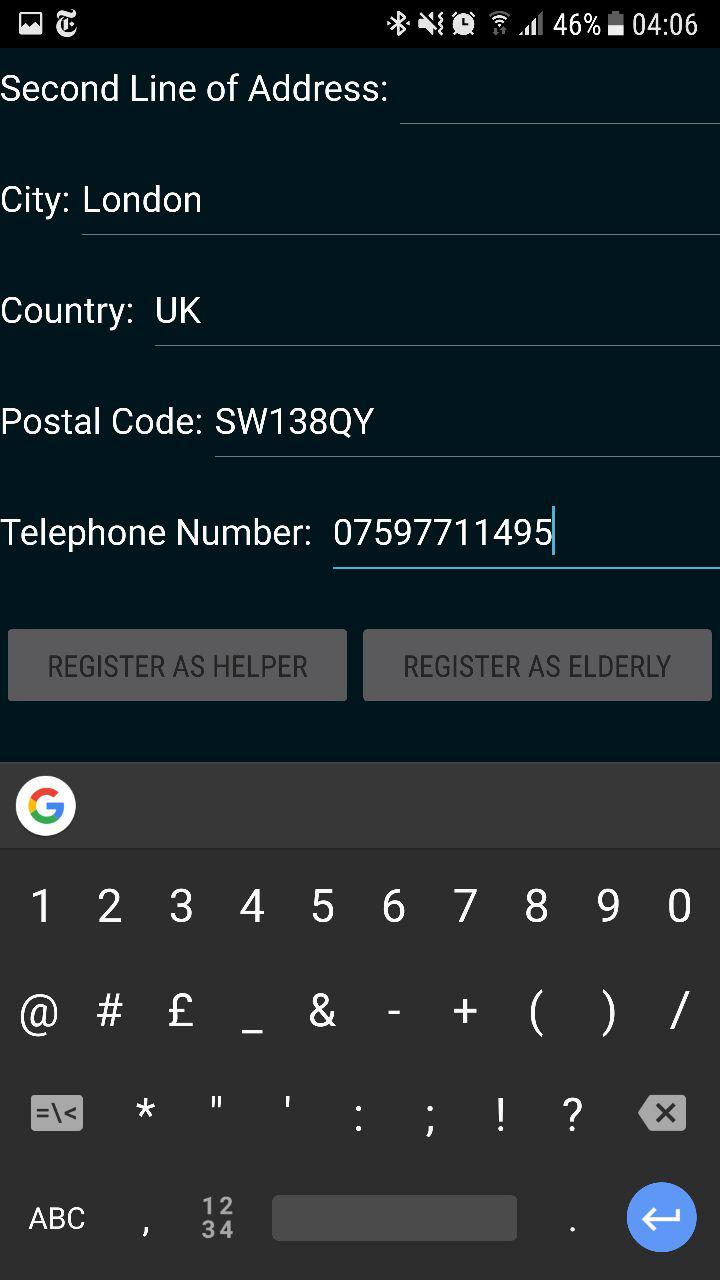 46% 04:06
Second Line of Address:
City: London
Country: UK
Postal Code: SW138QY
Telephone Number: 07597711495
REGISTER AS HELPER REGISTER AS ELDERLY
G
1 2 3 4 5 6 7 8 9 0
@ # £ _ & - + ( ) /
=\< * " ' : ; ! ?
ABC , 12 34 .